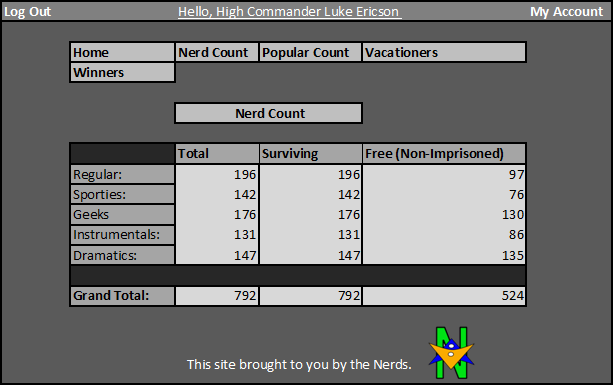 Log Out Hello, High Commander Luke Ericson My Account
Home Nerd Count Popular Count Vacationers
Winners
Nerd Count
Total Surviving Free (Non-Imprisoned)
Regular: 196 196 97
Sporties: 142 142 76
Geeks 176 176 130
Instrumentals: 131 131 86
Dramatics: 147 147 135
Grand Total: 792 792 524
This site brought to you by the Nerds. N